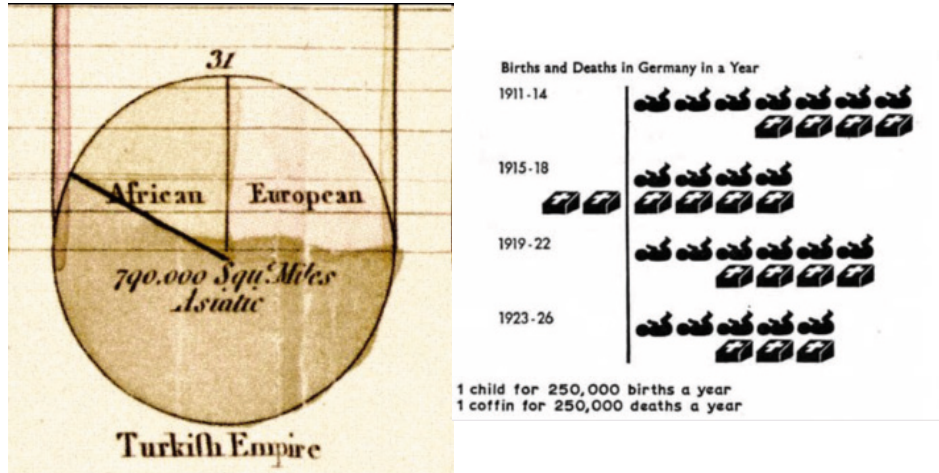 31
African European
790.000 Squ. Miles
Asiatic
Turkiſh Empire
Births and Deaths in Germany in a Year
1911-14
1915-18
1919-22
1923-26
1 child for 250,000 births a year
1 coffin for 250,000 deaths a year